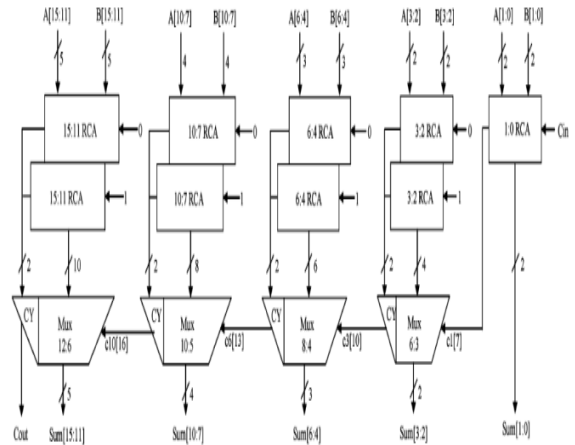 A[15:11] B[15:11] A[10:7] B[10:7] A[6:4] B[6:4] A[3:2] B[3:2] A[1:0] B[1:0]
5 5 4 4 3 3 2 2 2 2
15:11 RCA 0 10:7 RCA 0 6:4 RCA 0 3:2 RCA 0 1:0 RCA Cin
15:11 RCA 1 10:7 RCA 1 6:4 RCA 1 3:2 RCA 1
2 10 2 8 2 6 2 4 2
CY Mux CY Mux CY Mux CY Mux
12:6 c10[16] 10:5 c6[13] 8:4 c3[10] 6:3 c1[7]
5 4 3 2
Cout Sum[15:11] Sum[10:7] Sum[6:4] Sum[3:2] Sum[1:0]